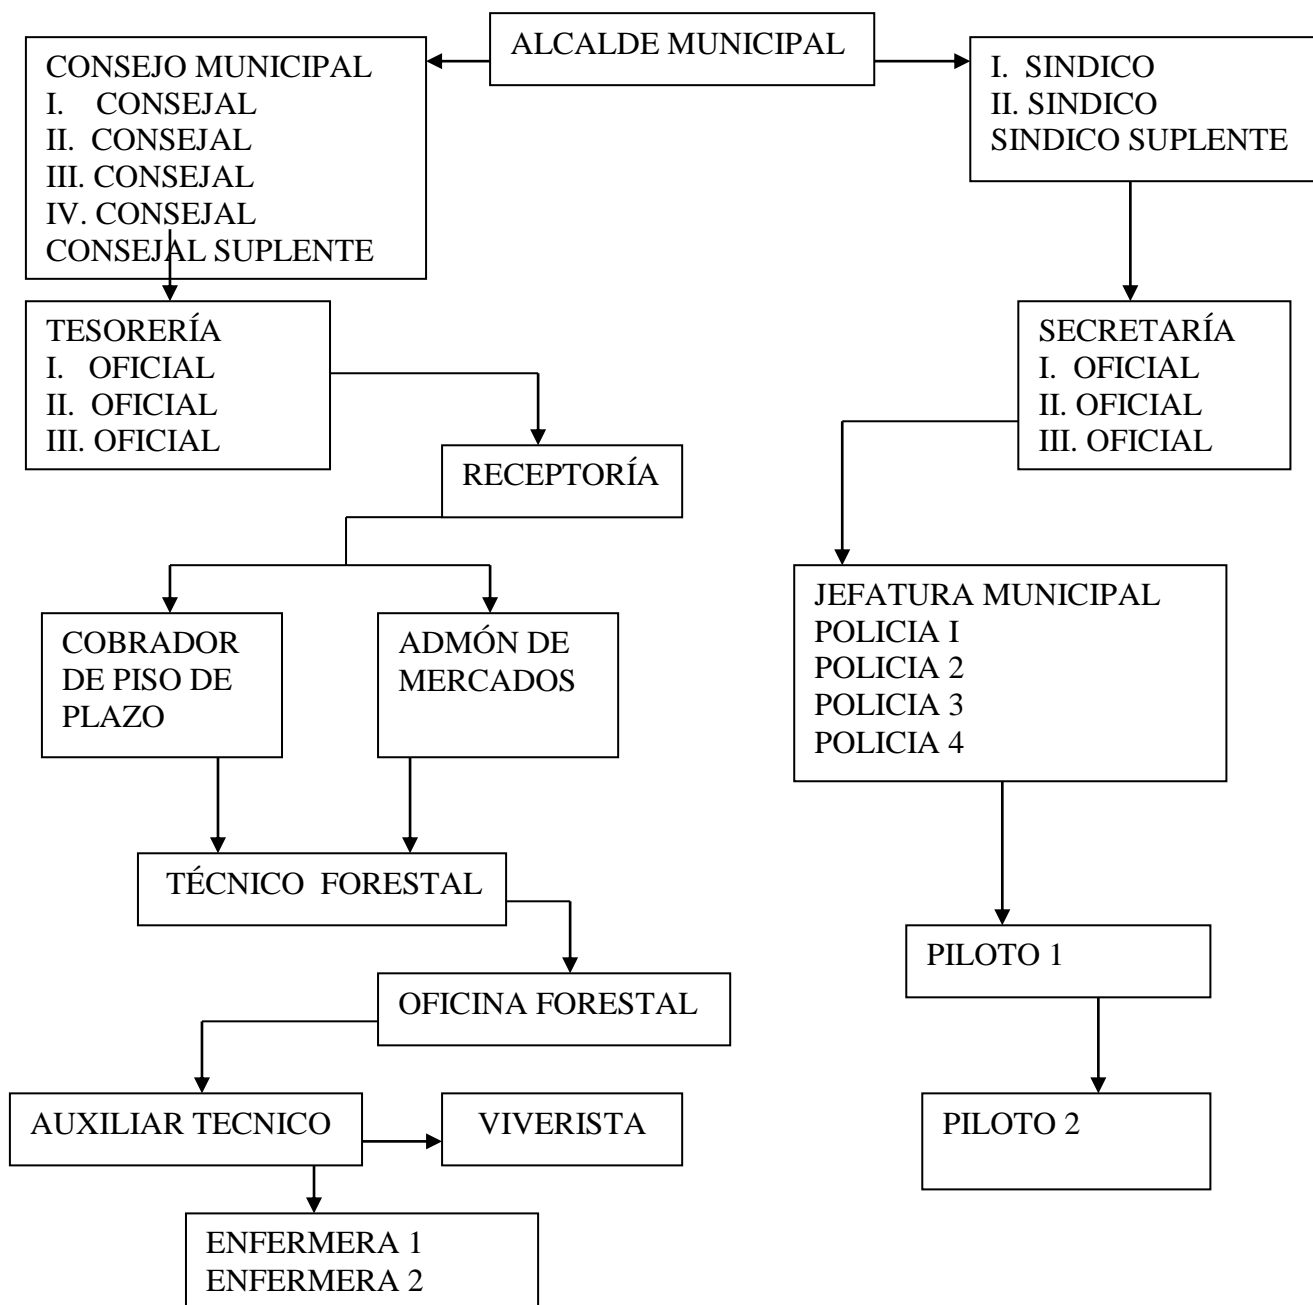 ALCALDE MUNICIPAL
CONSEJO MUNICIPAL
I. CONSEJAL
II. CONSEJAL
III. CONSEJAL
IV. CONSEJAL
CONSEJAL SUPLENTE
I. SINDICO
II. SINDICO
SINDICO SUPLENTE
TESORERÍA
I. OFICIAL
II. OFICIAL
III. OFICIAL
SECRETARÍA
I. OFICIAL
II. OFICIAL
III. OFICIAL
RECEPTORÍA
COBRADOR
DE PISO DE
PLAZO
ADMÓN DE
MERCADOS
JEFATURA MUNICIPAL
POLICIA I
POLICIA 2
POLICIA 3
POLICIA 4
TÉCNICO FORESTAL
PILOTO 1
OFICINA FORESTAL
AUXILIAR TECNICO
VIVERISTA
PILOTO 2
ENFERMERA 1
ENFERMERA 2